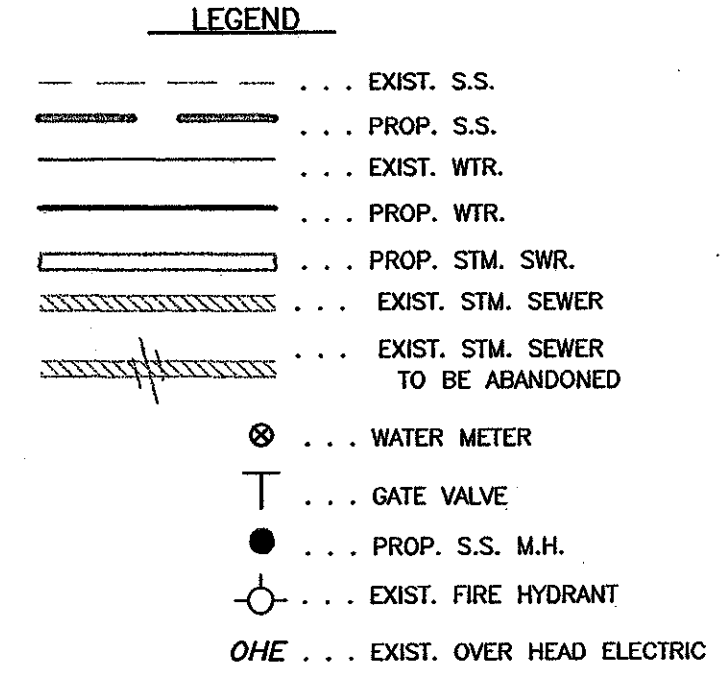 LEGEND
. . . EXIST. S.S.
. . . PROP. S.S.
. . . EXIST. WTR.
. . . PROP. WTR.
. . . PROP. STM. SWR.
. . . EXIST. STM. SEWER
. . . EXIST. STM. SEWER
TO BE ABANDONED
. . . WATER METER
. . . GATE VALVE
. . . PROP. S.S. M.H.
. . . EXIST. FIRE HYDRANT
OHE . . . EXIST. OVER HEAD ELECTRIC